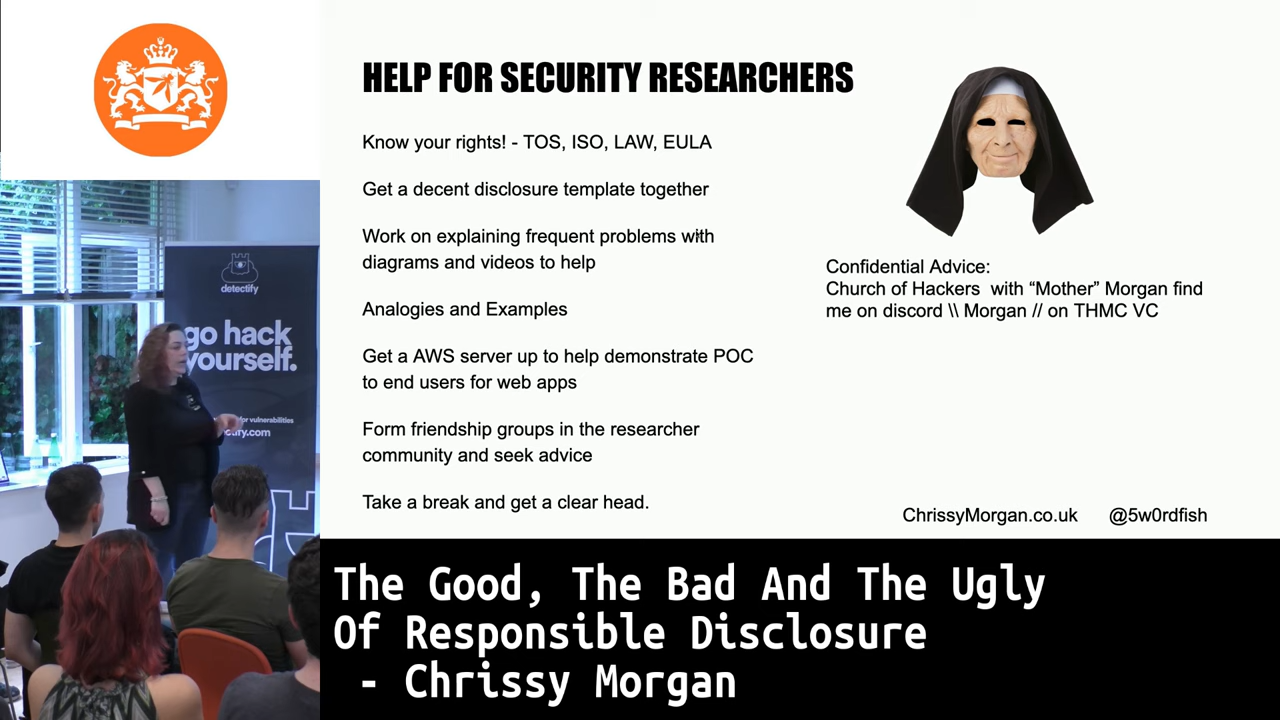 HELP FOR SECURITY RESEARCHERS
Know your rights! - TOS, ISO, LAW, EULA
Get a decent disclosure template together
Work on explaining frequent problems with
diagrams and videos to help
Analogies and Examples
Get a AWS server up to help demonstrate POC
to end users for web apps
Form friendship groups in the researcher
community and seek advice
Take a break and get a clear head.
Confidential Advice:
Church of Hackers  with “Mother” Morgan find
me on discord \\ Morgan // on THMC VC
ChrissyMorgan.co.uk
@5w0rdfish
detectify
go hack
yourself.
for vulnerabilities
The Good, The Bad And The Ugly
Of Responsible Disclosure
- Chrissy Morgan